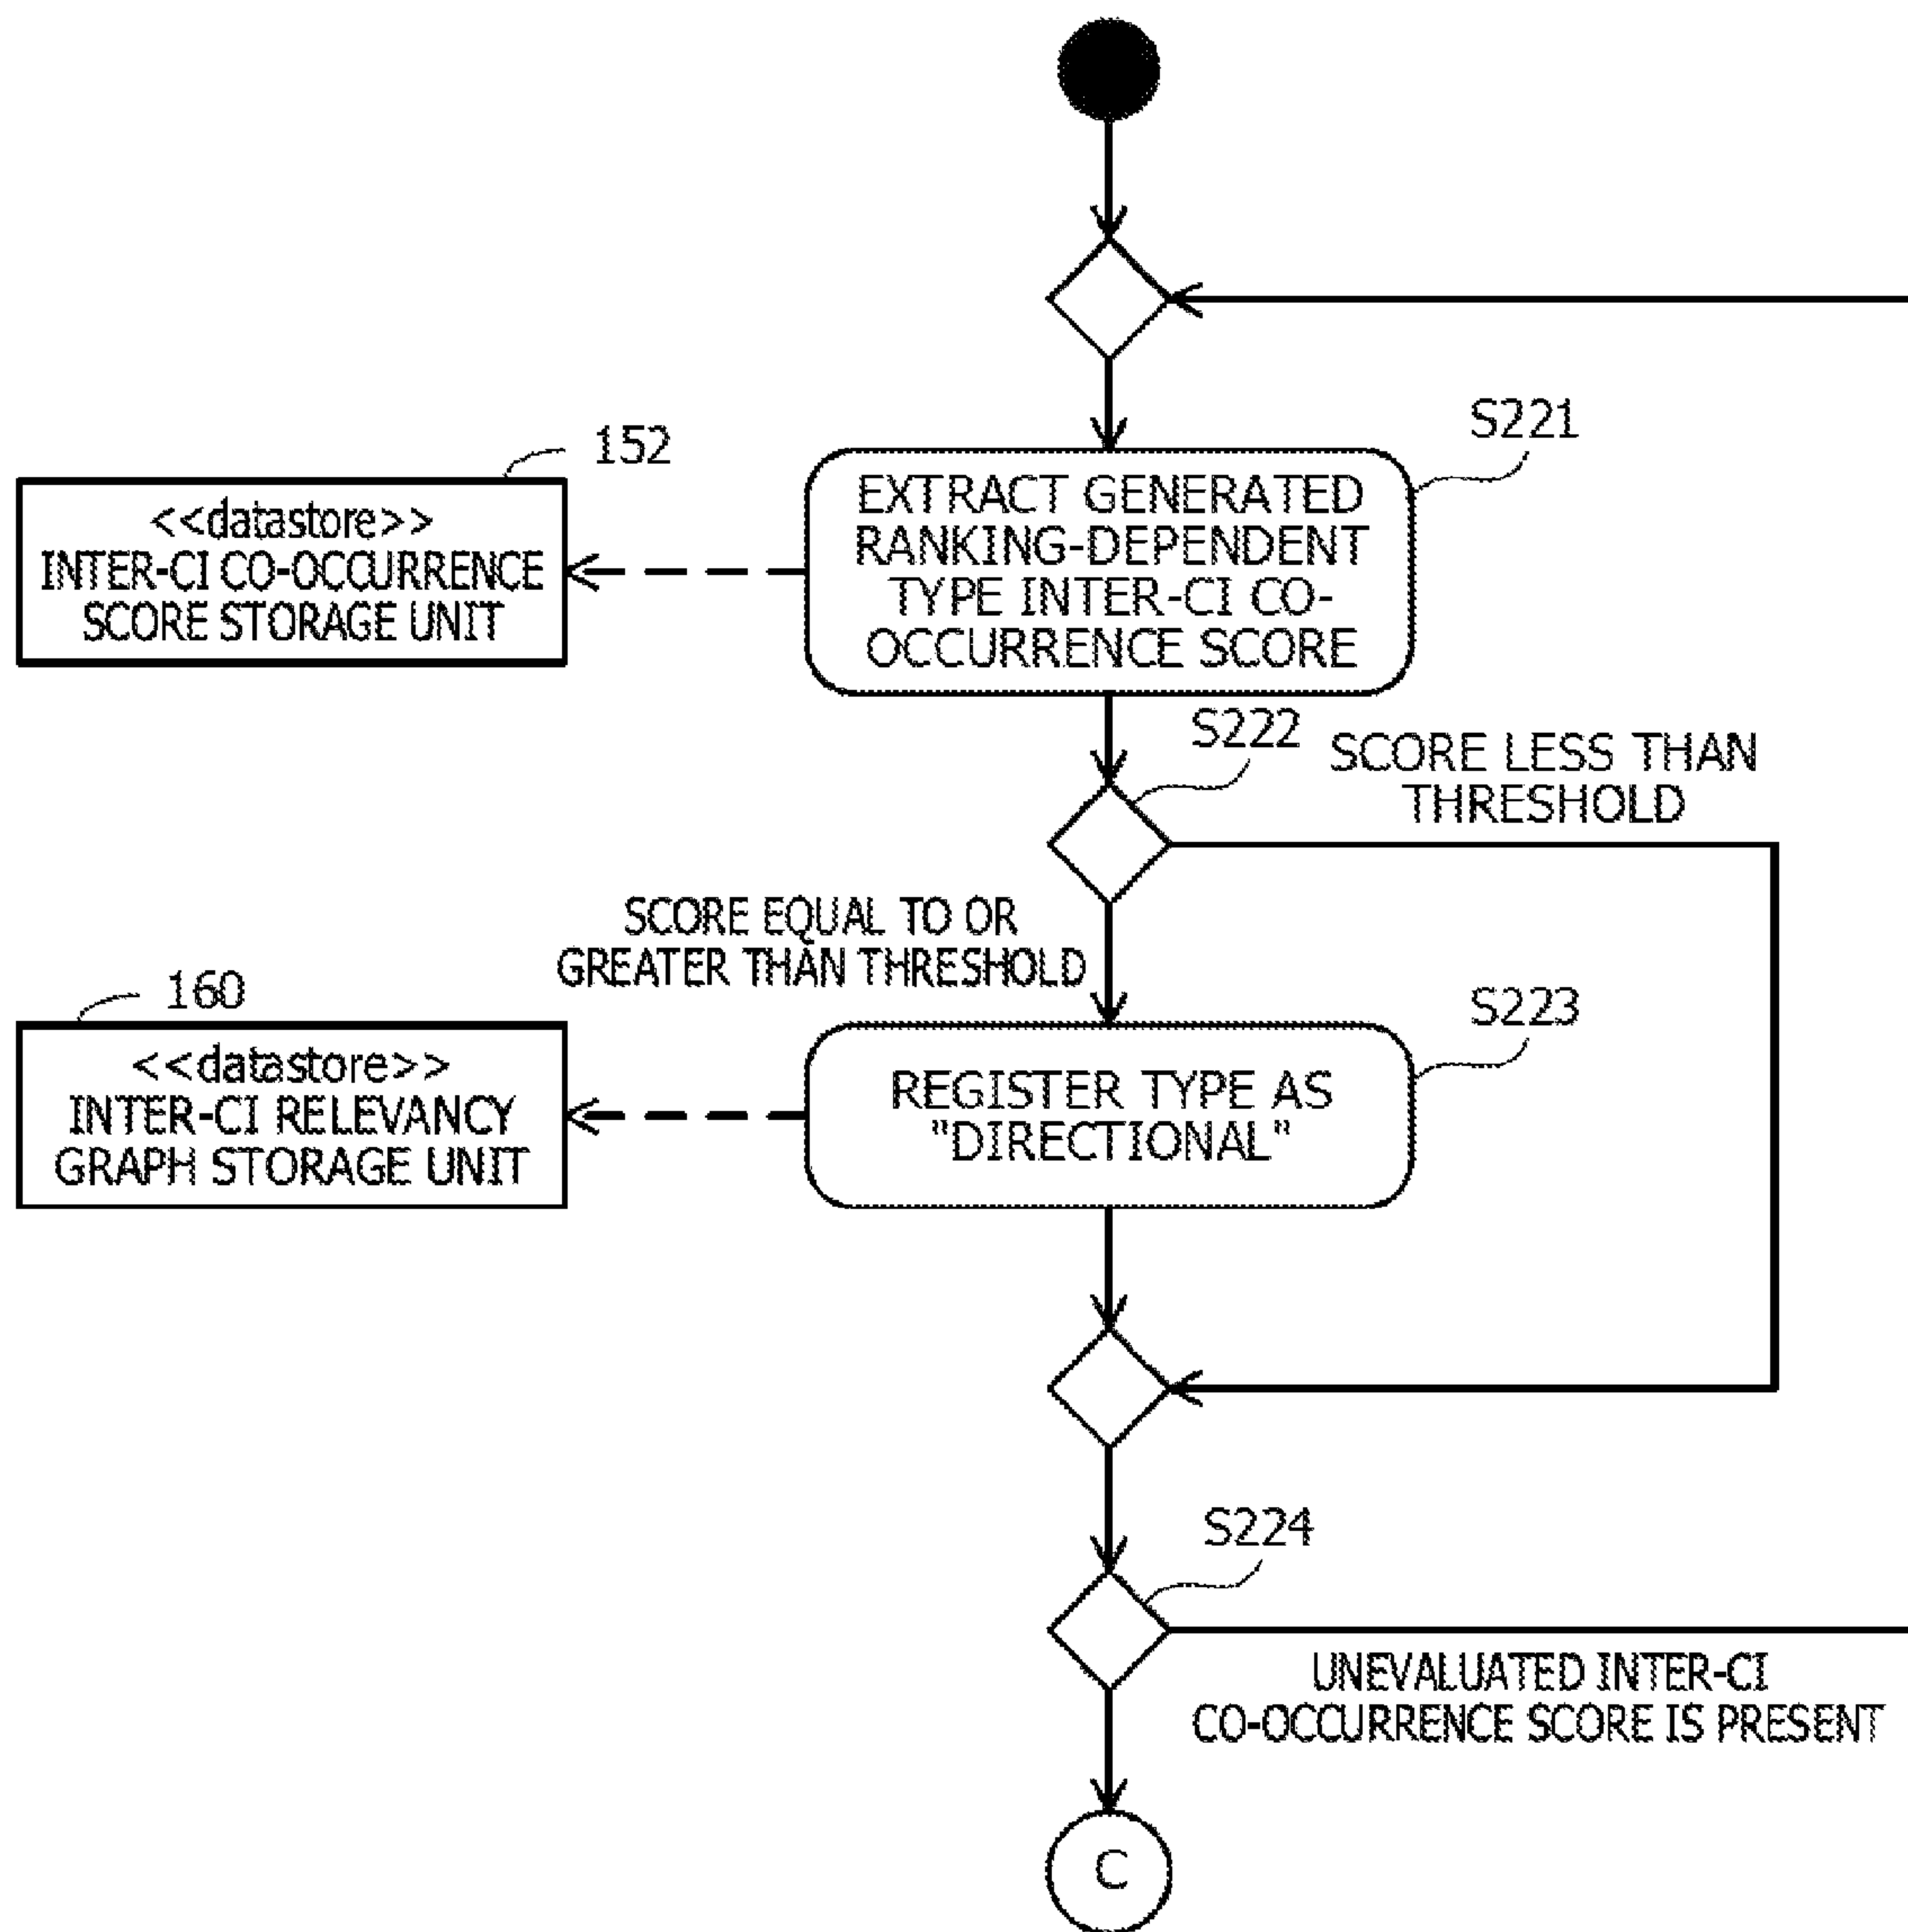 S221
152
EXTRACT GENERATED
RANKING-DEPENDENT
TYPE INTER-CI CO-
OCCURRENCE SCORE
<<datastore>>
INTER-CI CO-OCCURRENCE
SCORE STORAGE UNIT
S222
SCORE LESS THAN
THRESHOLD
SCORE EQUAL TO OR
GREATER THAN THRESHOLD
160
S223
<<datastore>>
INTER-CI RELEVANCY
GRAPH STORAGE UNIT
REGISTER TYPE AS
"DIRECTIONAL"
S224
UNEVALUATED INTER-CI
CO-OCCURRENCE SCORE IS PRESENT
C